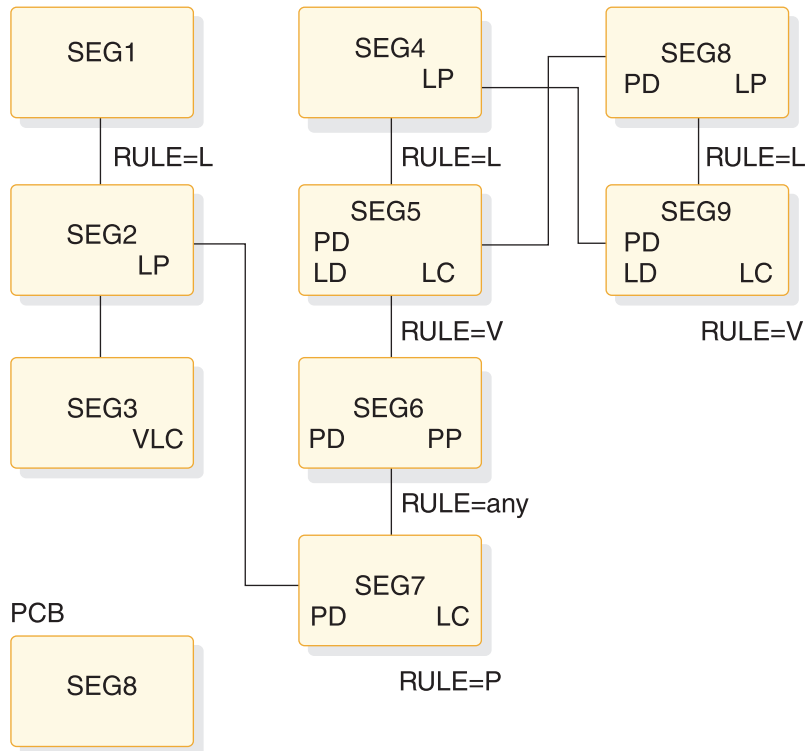 SEG1
RULE=L
SEG2
LP
SEG3
VLC
PCB
SEG8
SEG4
LP
RULE=L
SEG5
PD
LD LC
RULE=V
SEG6
PD PP
RULE=any
SEG7
PD LC
RULE=P
SEG8
PD LP
RULE=L
SEG9
PD
LD LC
RULE=V